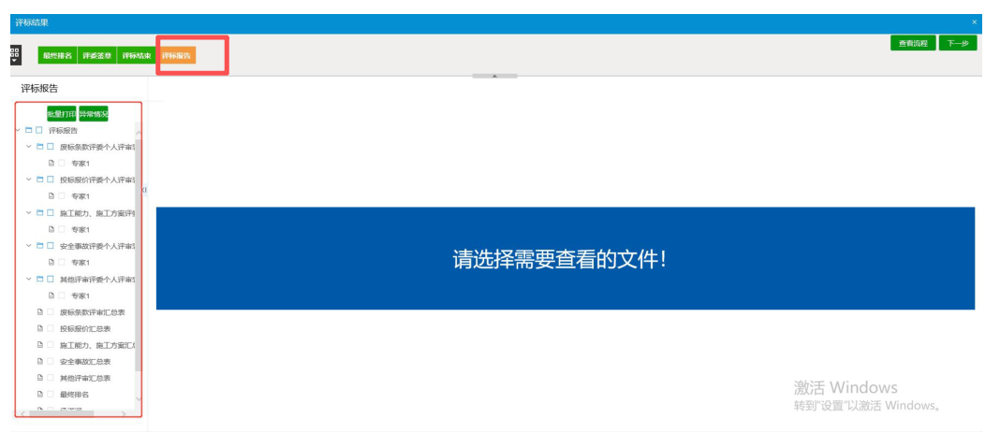 评标结果
×
查看流程 下一步
最终排名 评委签章 评标结束 评标报告
评标报告
批量打印 异常情况
评标报告
废标条款评委个人评审
专家1
投标报价评委个人评审
专家1
施工能力、施工方案评
专家1
安全事故评委个人评审
专家1
其他评审评委个人评审
专家1
废标条款评审汇总表
投标报价汇总表
施工能力、施工方案汇
安全事故汇总表
其他评审汇总表
最终排名
请选择需要查看的文件!
激活 Windows
转到"设置"以激活 Windows。